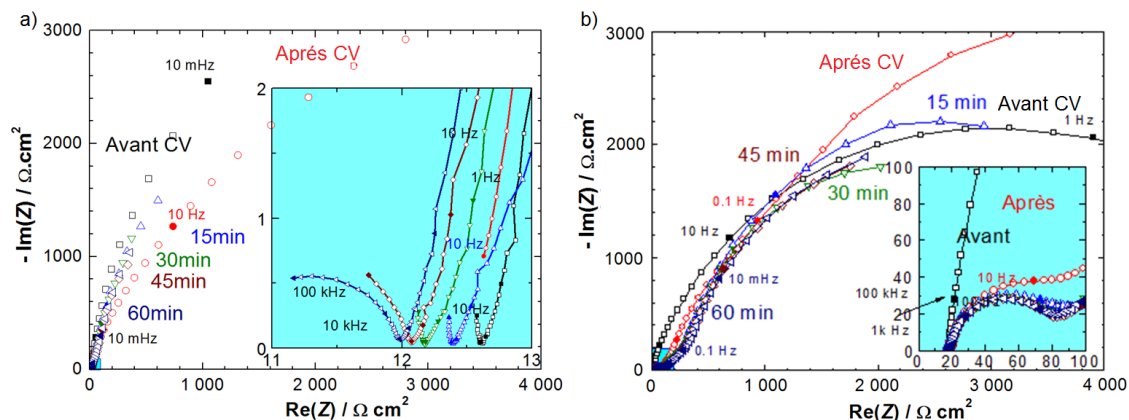 a)
b)
3000
2000
1000
0
- Im(Z) / Ω.cm²
0
1 000
2 000
3 000
4 000
Re(Z) / Ω cm²
Aprés CV
10 mHz
Avant CV
10 Hz
15min
30min
45min
60min
10 mHz
2
1
0
11
12
13
100 kHz
10 kHz
10 Hz
1 Hz
10 Hz
10 Hz
3000
2500
2000
1500
1000
500
0
- Im(Z) / Ω.cm²
0
1 000
2 000
3 000
4 000
Re(Z) / Ω cm²
Aprés CV
15 min
Avant CV
1 Hz
45 min
30 min
0.1 Hz
10 Hz
10 mHz
60 min
0.1 Hz
100
80
60
40
20
0
0
20
40
60
80
100
Après
Avant
10 Hz
100 kHz
1k Hz